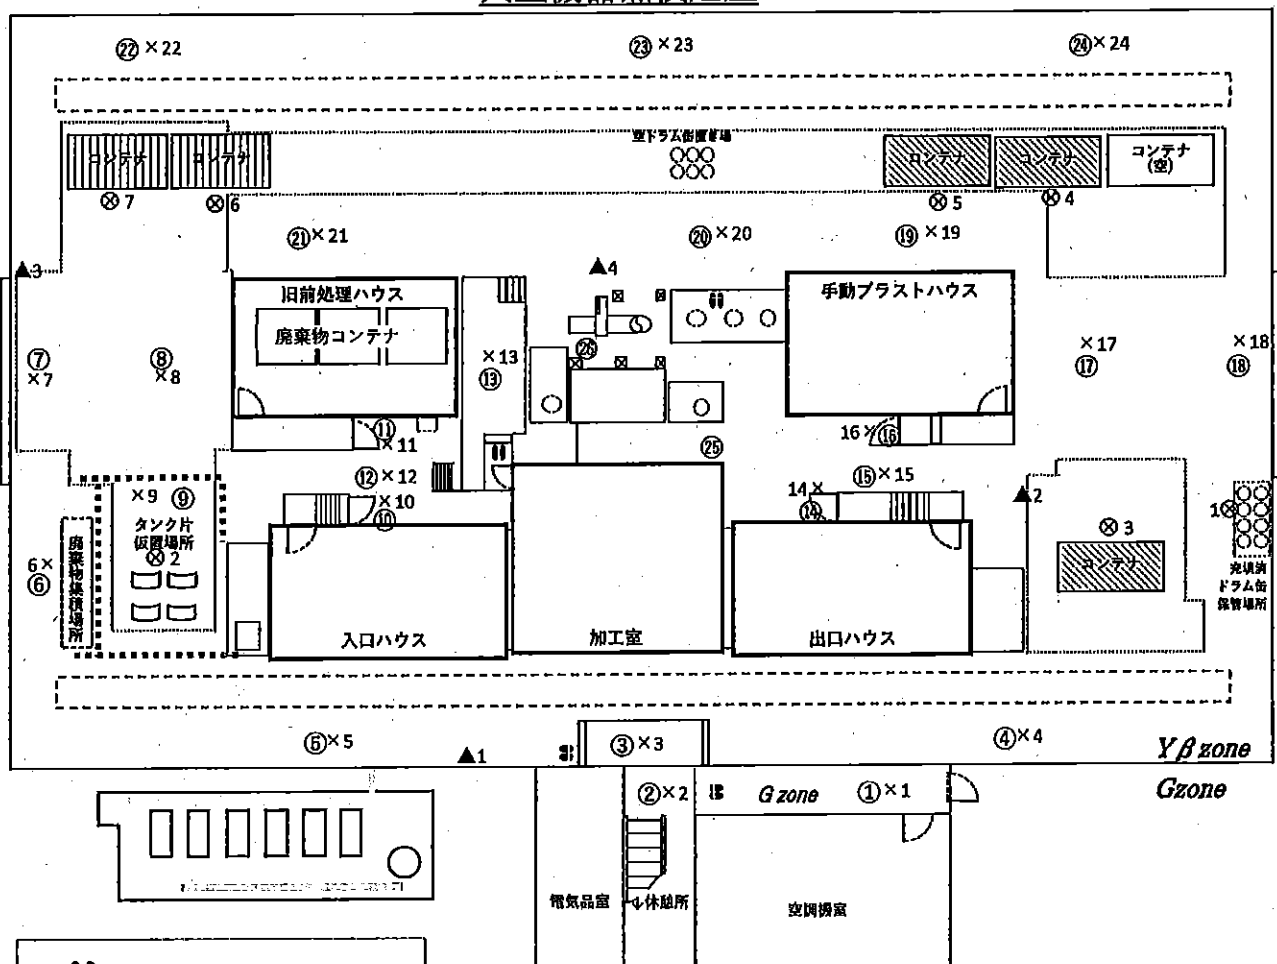 ㉒×22
㉓×23
㉔×24
空ドラム缶置き場
コンテナ
コンテナ
コンテナ
コンテナ
コンテナ
(空)
⊗7
⊗6
⊗5
⊗4
㉑×21
⑳×20
⑲×19
▲3
▲4
旧前処理ハウス
廃棄物コンテナ
手動ブラストハウス
⑦
×7
⑧
×8
×13
⑬
㉖
×17
⑰
×18
⑱
⑪
×11
16×⑯
㉕
⑫×12
⑮×15
×10
⑩
14×
⑭
▲2
×9 ⑨
タンク片
仮置場所
⊗2
6×
⑥
廃棄物集積場所
⊗3
コンテナ
1⊗
充填済
ドラム缶
保管場所
入口ハウス
加工室
出口ハウス
⑤×5
▲1
③×3
④×4
Yβzone
Gzone
②×2
Gzone
①×1
電気品室
休憩所
空調機室